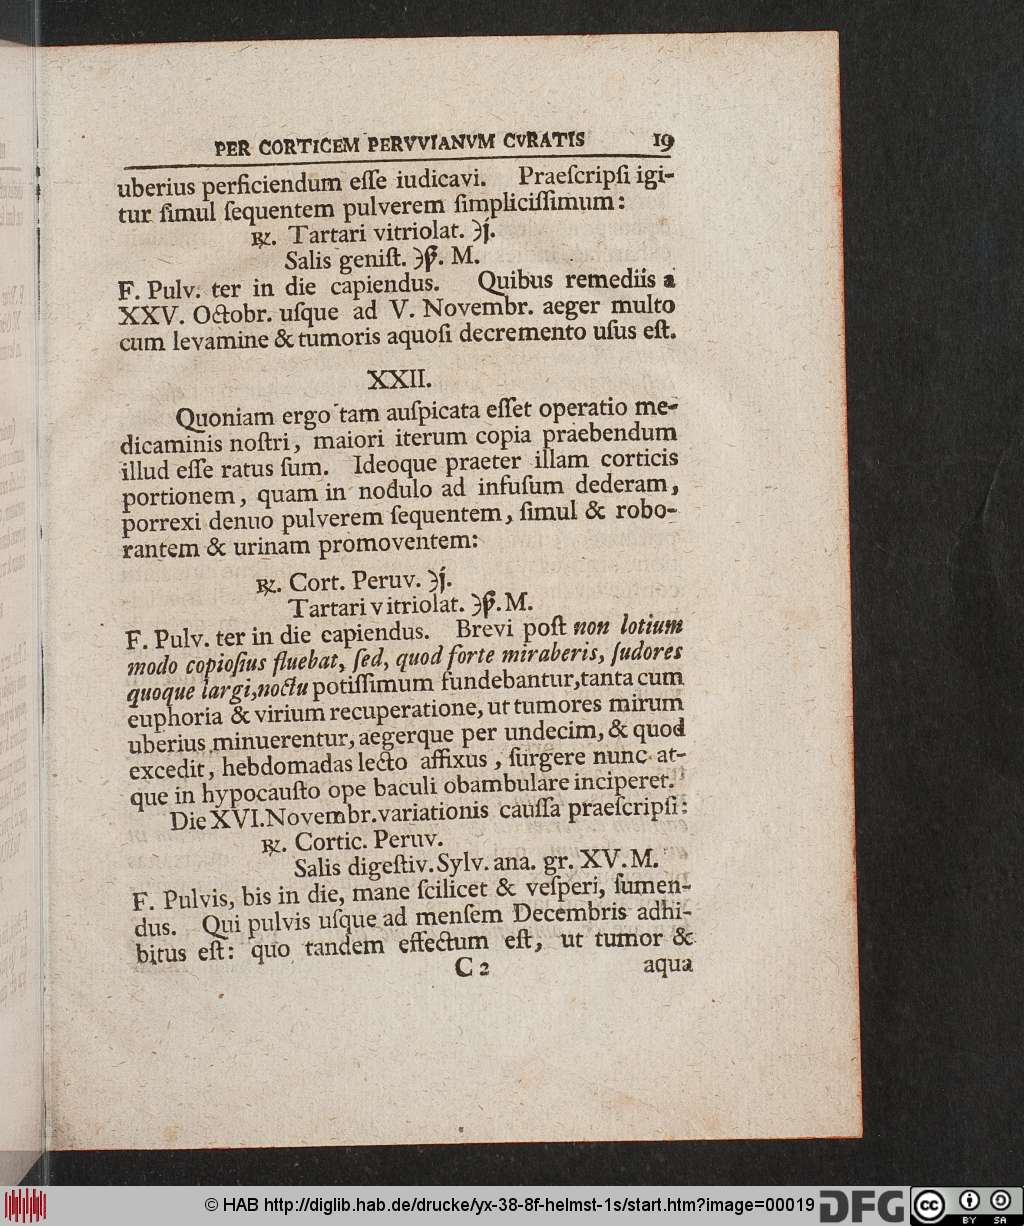 PER CORTICEM PERVVIANVM CVRATIS 19
uberius perficiendum eſſe iudicavi. Praeſcripſi igi-
tur ſimul ſequentem pulverem ſimpliciſſimum:
℞. Tartari vitriolat. ℈j.
Salis geniſt. ℈ß. M.
F. Pulv. ter in die capiendus. Quibus remediis a
XXV. Octobr. uſque ad V. Novembr. aeger multo
cum levamine & tumoris aquoſi decremento uſus eſt.
XXII.
Quoniam ergo tam auſpicata eſſet operatio me-
dicaminis noſtri, maiori iterum copia praebendum
illud eſſe ratus ſum. Ideoque praeter illam corticis
portionem, quam in nodulo ad infuſum dederam,
porrexi denuo pulverem ſequentem, ſimul & robo-
rantem & urinam promoventem:
℞. Cort. Peruv. ℈j.
Tartari vitriolat. ℈ß. M.
F. Pulv. ter in die capiendus. Brevi poſt non lotium
modo copioſius fluebat, ſed, quod forte miraberis, ſudores
quoque largi, noctu potiſſimum fundebantur, tanta cum
euphoria & virium recuperatione, ut tumores mirum
uberius minuerentur, aegerque per undecim, & quod
excedit, hebdomadas lecto affixus, ſurgere nunc at-
que in hypocauſto ope baculi obambulare inciperet.
Die XVI. Novembr. variationis cauſſa praeſcripſi:
℞. Cortic. Peruv.
Salis digeſtiv. Sylv. ana. gr. XV. M.
F. Pulvis, bis in die, mane ſcilicet & veſperi, ſumen-
dus. Qui pulvis uſque ad menſem Decembris adhi-
bitus eſt: quo tandem effectum eſt, ut tumor &
C 2 aqua
© HAB http://diglib.hab.de/drucke/yx-38-8f-helmst-1s/start.htm?image=00019 DFG cc BY SA